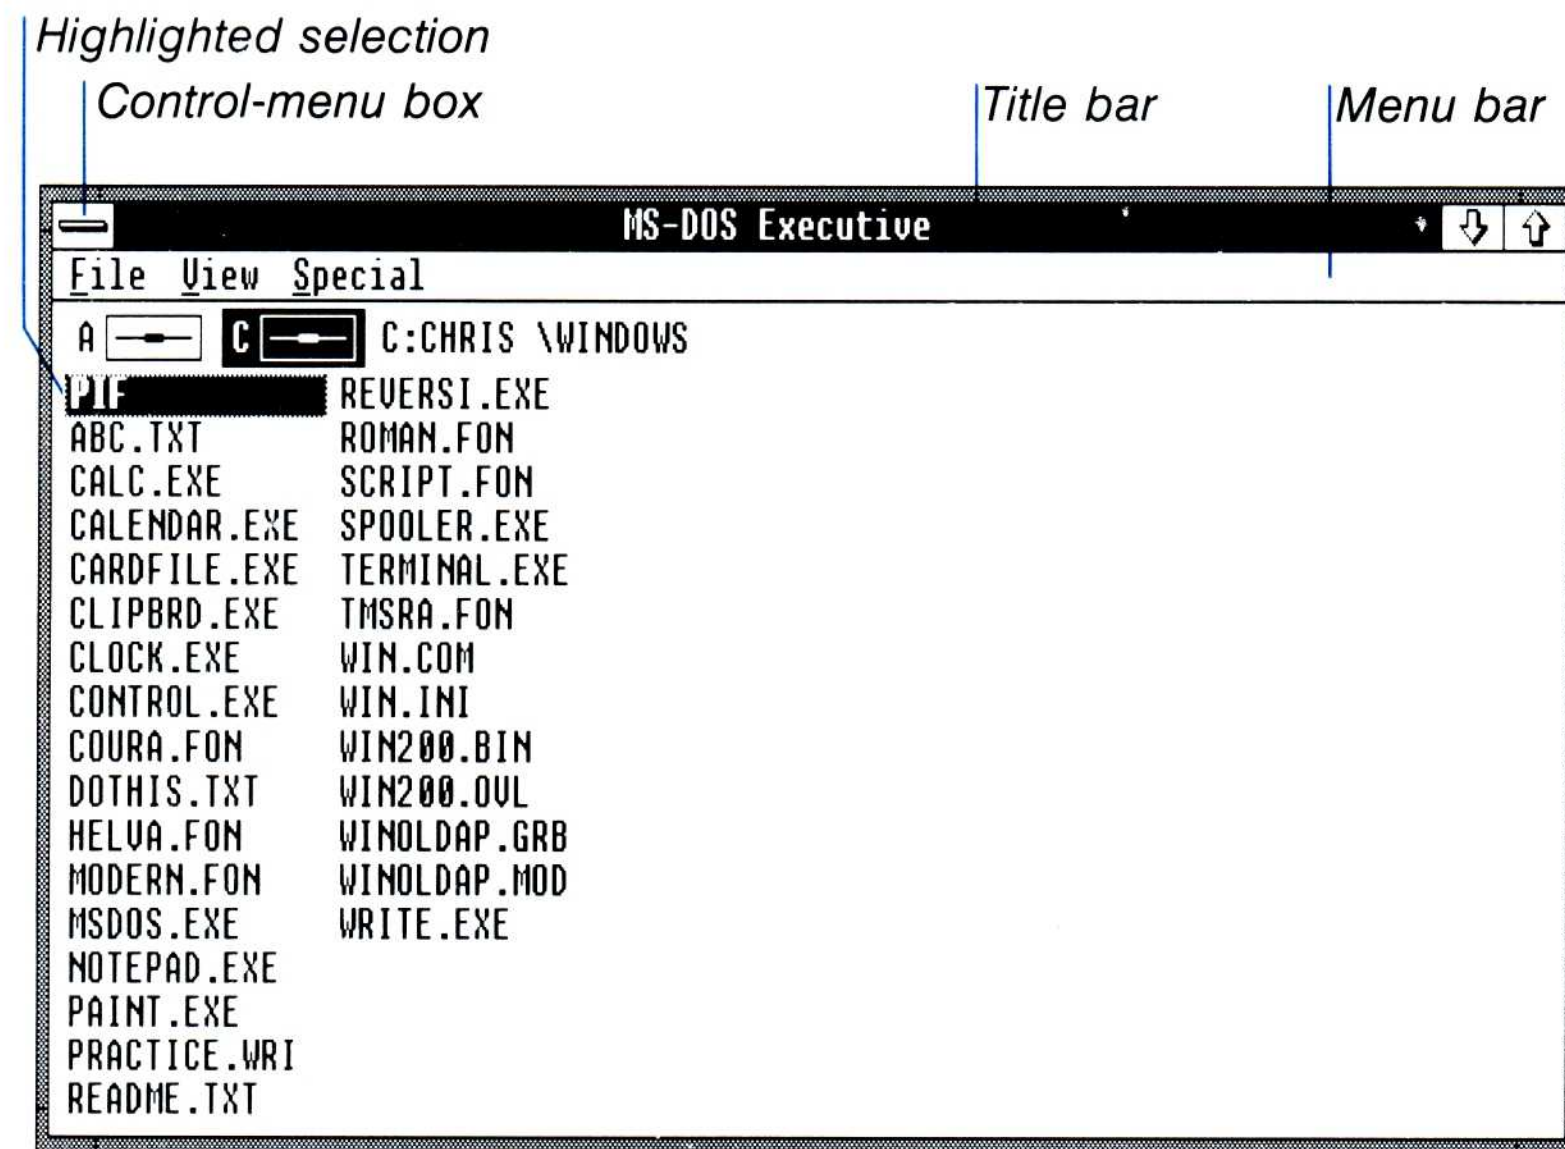 Highlighted selection
Control-menu box Title bar Menu bar
MS-DOS Executive
File View Special
A C C:CHRIS \WINDOWS
PIF REVERSI.EXE
ABC.TXT ROMAN.FON
CALC.EXE SCRIPT.FON
CALENDAR.EXE SPOOLER.EXE
CARDFILE.EXE TERMINAL.EXE
CLIPBRD.EXE TMSRA.FON
CLOCK.EXE WIN.COM
CONTROL.EXE WIN.INI
COURA.FON WIN200.BIN
DOTHIS.TXT WIN200.OVL
HELVA.FON WINOLDAP.GRB
MODERN.FON WINOLDAP.MOD
MSDOS.EXE WRITE.EXE
NOTEPAD.EXE
PAINT.EXE
PRACTICE.WRI
README.TXT